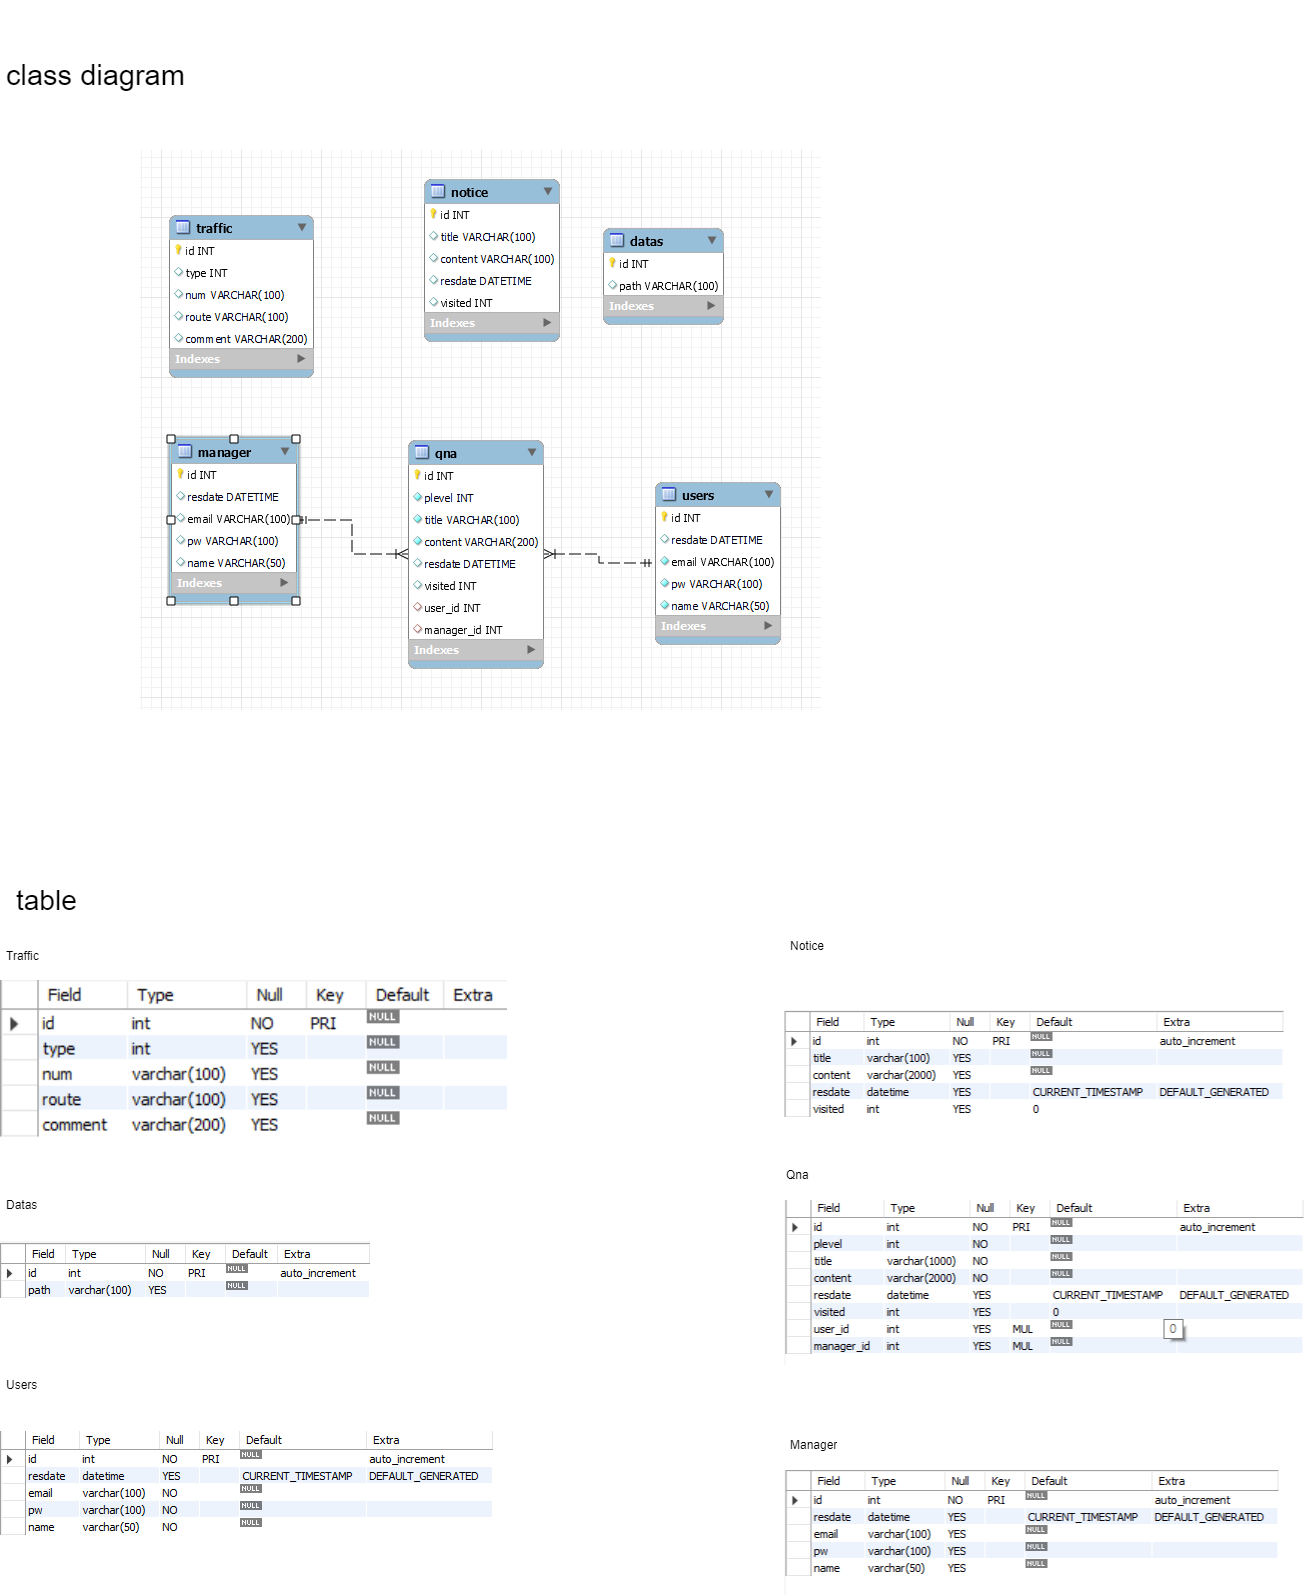 class diagram
traffic
id INT
type INT
num VARCHAR(100)
route VARCHAR(100)
comment VARCHAR(200)
Indexes
notice
id INT
title VARCHAR(100)
content VARCHAR(100)
resdate DATETIME
visited INT
Indexes
datas
id INT
path VARCHAR(100)
Indexes
manager
id INT
resdate DATETIME
email VARCHAR(100)
pw VARCHAR(100)
name VARCHAR(50)
Indexes
qna
id INT
plevel INT
title VARCHAR(100)
content VARCHAR(200)
resdate DATETIME
visited INT
user_id INT
manager_id INT
Indexes
users
id INT
resdate DATETIME
email VARCHAR(100)
pw VARCHAR(100)
name VARCHAR(50)
Indexes
table
Traffic
Field Type Null Key Default Extra
id int NO PRI NULL
type int YES NULL
num varchar(100) YES NULL
route varchar(100) YES NULL
comment varchar(200) YES NULL
Datas
Field Type Null Key Default Extra
id int NO PRI NULL auto_increment
path varchar(100) YES NULL
Users
Field Type Null Key Default Extra
id int NO PRI NULL auto_increment
resdate datetime YES CURRENT_TIMESTAMP DEFAULT_GENERATED
email varchar(100) NO NULL
pw varchar(100) NO NULL
name varchar(50) NO NULL
Notice
Field Type Null Key Default Extra
id int NO PRI NULL auto_increment
title varchar(100) YES NULL
content varchar(2000) YES NULL
resdate datetime YES CURRENT_TIMESTAMP DEFAULT_GENERATED
visited int YES 0
Qna
Field Type Null Key Default Extra
id int NO PRI NULL auto_increment
plevel int NO NULL
title varchar(1000) NO NULL
content varchar(2000) NO NULL
resdate datetime YES CURRENT_TIMESTAMP DEFAULT_GENERATED
visited int YES 0
user_id int YES MUL NULL 0
manager_id int YES MUL NULL
Manager
Field Type Null Key Default Extra
id int NO PRI NULL auto_increment
resdate datetime YES CURRENT_TIMESTAMP DEFAULT_GENERATED
email varchar(100) YES NULL
pw varchar(100) YES NULL
name varchar(50) YES NULL